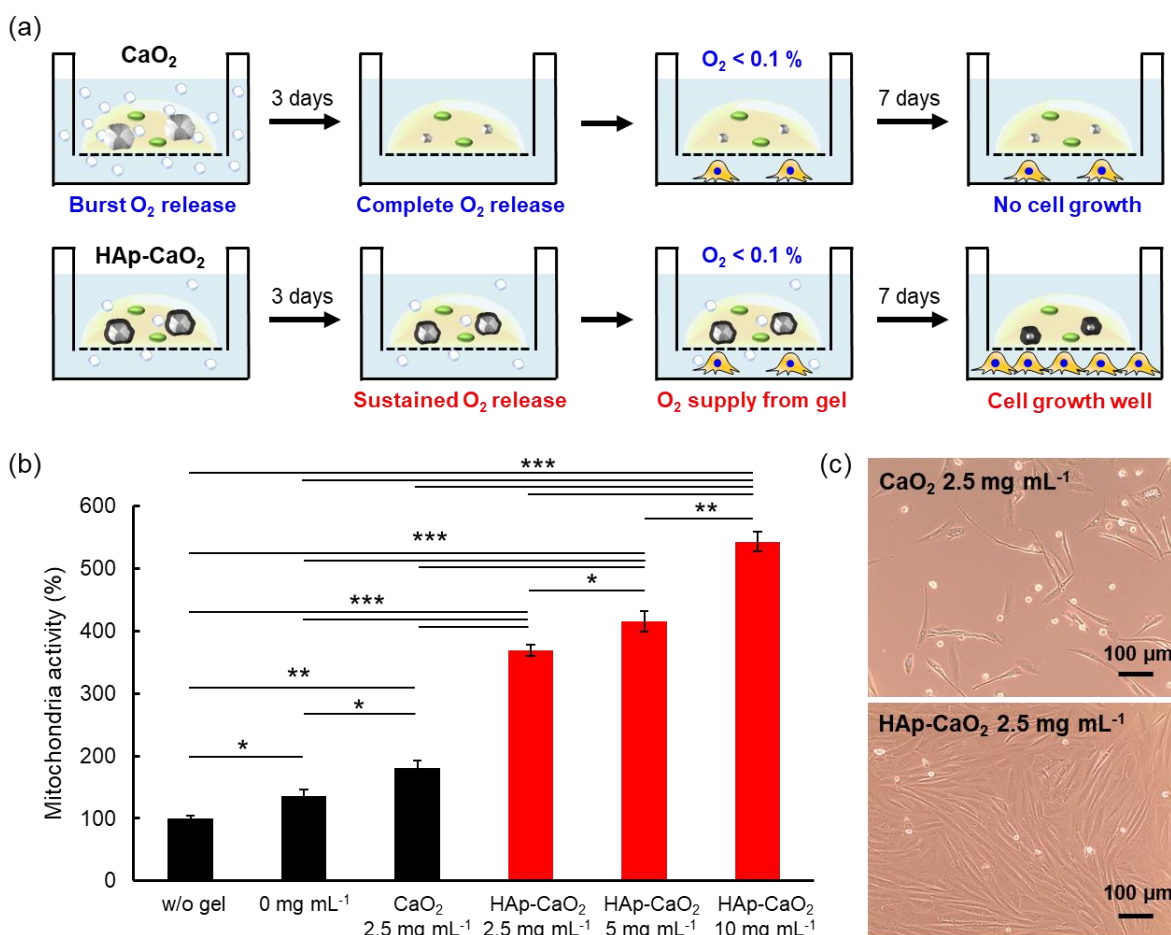 (a)
CaO₂
O₂ < 0.1 %
3 days
7 days
Burst O₂ release
Complete O₂ release
No cell growth
HAp-CaO₂
O₂ < 0.1 %
3 days
7 days
Sustained O₂ release
O₂ supply from gel
Cell growth well
(b)
Mitochondria activity (%)
600
500
400
300
200
100
0
***
**
***
*
***
**
*
*
w/o gel
0 mg mL⁻¹
CaO₂
2.5 mg mL⁻¹
HAp-CaO₂
2.5 mg mL⁻¹
HAp-CaO₂
5 mg mL⁻¹
HAp-CaO₂
10 mg mL⁻¹
(c)
CaO₂ 2.5 mg mL⁻¹
100 μm
HAp-CaO₂ 2.5 mg mL⁻¹
100 μm